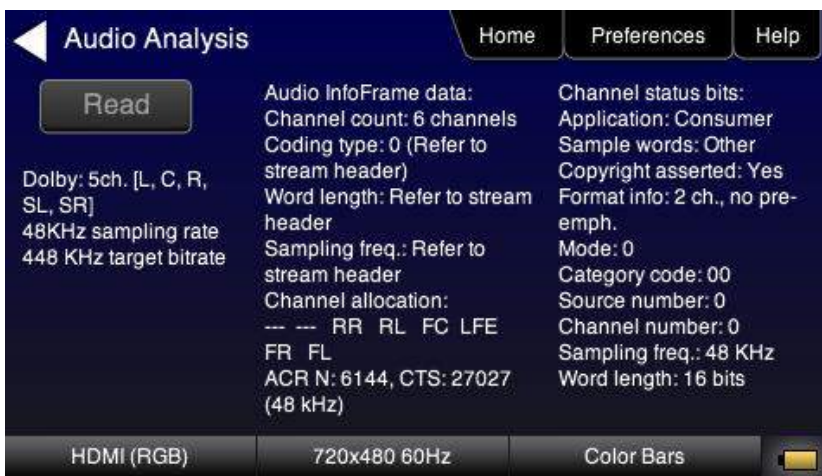 Audio Analysis
Home
Preferences
Help
Read
Dolby: 5ch. [L, C, R,
SL, SR]
48KHz sampling rate
448 KHz target bitrate
Audio InfoFrame data:
Channel count: 6 channels
Coding type: 0 (Refer to
stream header)
Word length: Refer to stream
header
Sampling freq.: Refer to
stream header
Channel allocation:
--- --- RR RL FC LFE
FR FL
ACR N: 6144, CTS: 27027
(48 kHz)
Channel status bits:
Application: Consumer
Sample words: Other
Copyright asserted: Yes
Format info: 2 ch., no pre-
emph.
Mode: 0
Category code: 00
Source number: 0
Channel number: 0
Sampling freq.: 48 KHz
Word length: 16 bits
HDMI (RGB)
720x480 60Hz
Color Bars